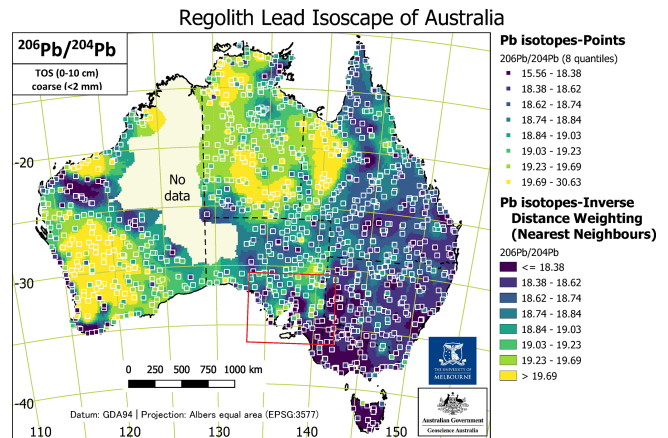 Regolith Lead Isoscape of Australia
²⁰⁶Pb/²⁰⁴Pb
TOS (0-10 cm)
coarse (<2 mm)
No
data
-20
-30
-40
110
120
130
140
150
0 250 500 750 1000 km
Datum: GDA94 | Projection: Albers equal area (EPSG:3577)
THE UNIVERSITY OF
MELBOURNE
Australian Government
Geoscience Australia
Pb isotopes-Points
206Pb/204Pb (8 quantiles)
15.56 - 18.38
18.38 - 18.62
18.62 - 18.74
18.74 - 18.84
18.84 - 19.03
19.03 - 19.23
19.23 - 19.69
19.69 - 30.63
Pb isotopes-Inverse
Distance Weighting
(Nearest Neighbours)
206Pb/204Pb
<= 18.38
18.38 - 18.62
18.62 - 18.74
18.74 - 18.84
18.84 - 19.03
19.03 - 19.23
19.23 - 19.69
> 19.69